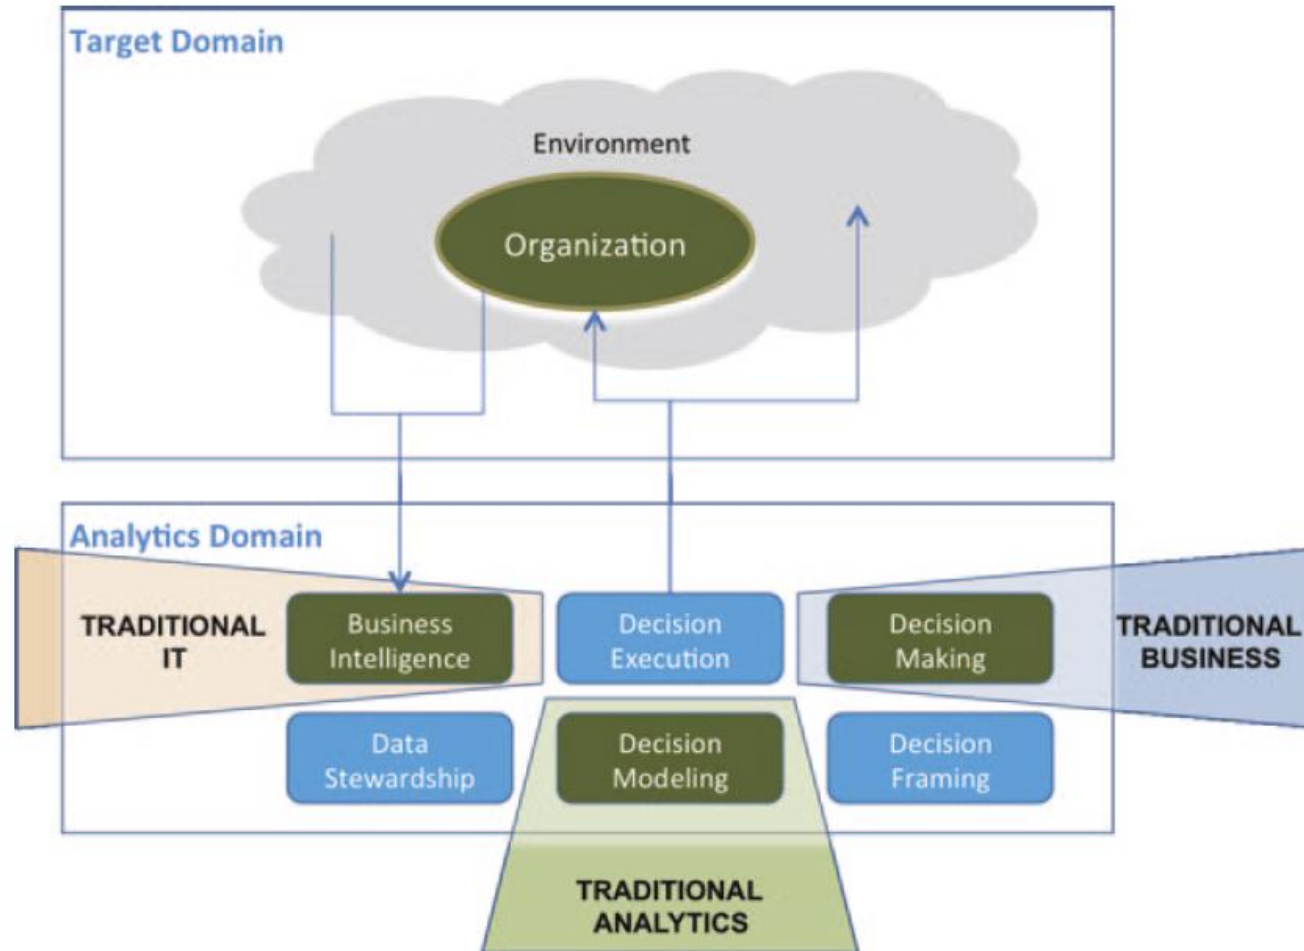 Target Domain
Environment
Organization
Analytics Domain
TRADITIONAL
IT
Business
Intelligence
Decision
Execution
Decision
Making
TRADITIONAL
BUSINESS
Data
Stewardship
Decision
Modeling
Decision
Framing
TRADITIONAL
ANALYTICS